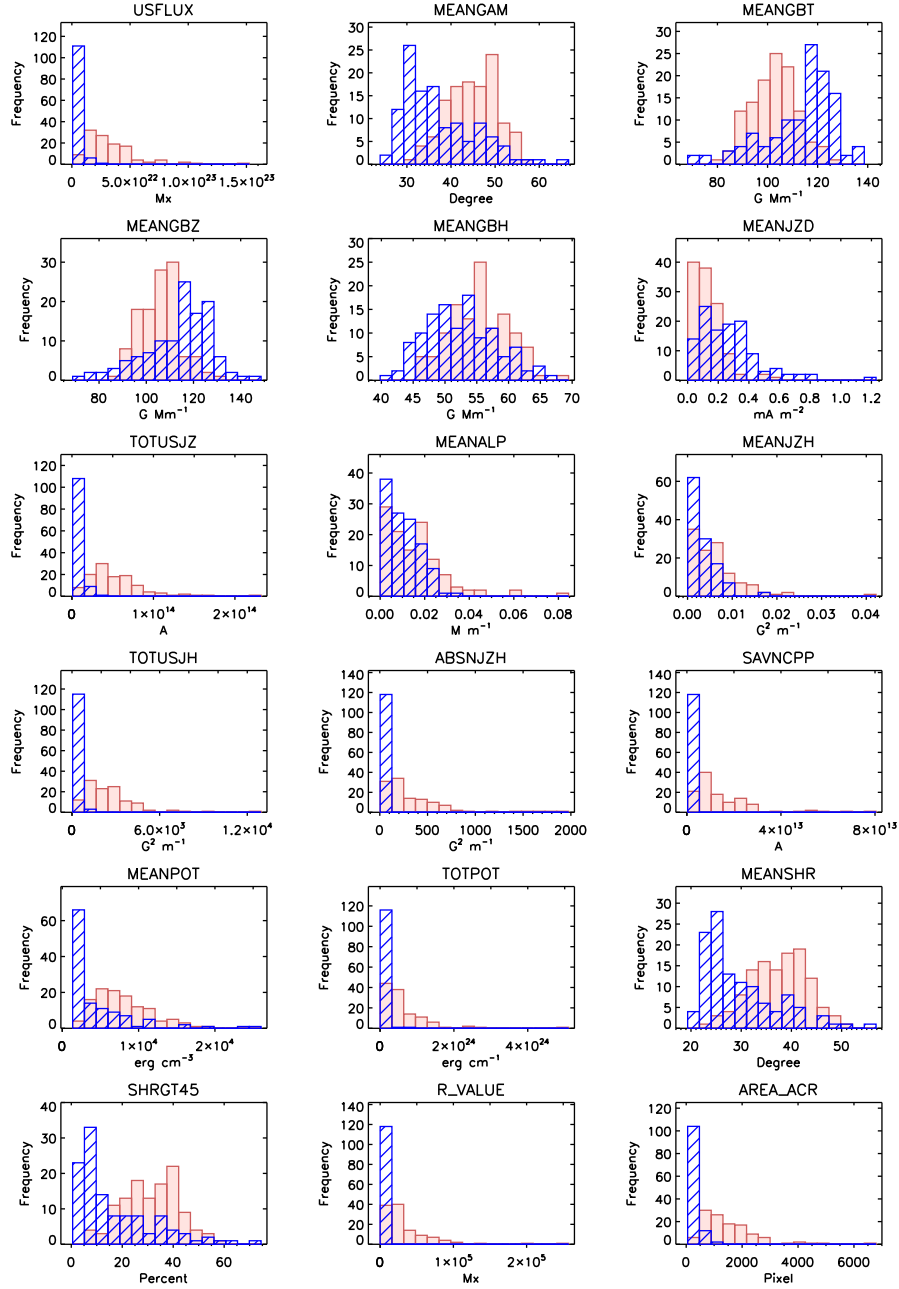 USFLUX
Frequency
120
100
80
60
40
20
0
0 5.0×10²² 1.0×10²³ 1.5×10²³
Mx
MEANGAM
Frequency
30
25
20
15
10
5
0
30 40 50 60
Degree
MEANGBT
Frequency
30
25
20
15
10
5
0
80 100 120 140
G Mm⁻¹
MEANGBZ
Frequency
30
20
10
0
80 100 120 140
G Mm⁻¹
MEANGBH
Frequency
30
25
20
15
10
5
0
40 45 50 55 60 65 70
G Mm⁻¹
MEANJZD
Frequency
40
30
20
10
0
0.0 0.2 0.4 0.6 0.8 1.0 1.2
mA m⁻²
TOTUSJZ
Frequency
120
100
80
60
40
20
0
0 1×10¹⁴ 2×10¹⁴
A
MEANALP
Frequency
40
30
20
10
0
0.00 0.02 0.04 0.06 0.08
M m⁻¹
MEANJZH
Frequency
60
40
20
0
0.00 0.01 0.02 0.03 0.04
G² m⁻¹
TOTUSJH
Frequency
120
100
80
60
40
20
0
0 6.0×10³ 1.2×10⁴
G² m⁻¹
ABSNJZH
Frequency
140
120
100
80
60
40
20
0
0 500 1000 1500 2000
G² m⁻¹
SAVNCPP
Frequency
140
120
100
80
60
40
20
0
0 4×10¹³ 8×10¹³
A
MEANPOT
Frequency
60
40
20
0
0 1×10⁴ 2×10⁴
erg cm⁻³
TOTPOT
Frequency
120
100
80
60
40
20
0
0 2×10²⁴ 4×10²⁴
erg cm⁻¹
MEANSHR
Frequency
30
25
20
15
10
5
0
20 30 40 50
Degree
SHRGT45
Frequency
40
30
20
10
0
0 20 40 60
Percent
R_VALUE
Frequency
140
120
100
80
60
40
20
0
0 1×10⁵ 2×10⁵
Mx
AREA_ACR
Frequency
120
100
80
60
40
20
0
0 2000 4000 6000
Pixel